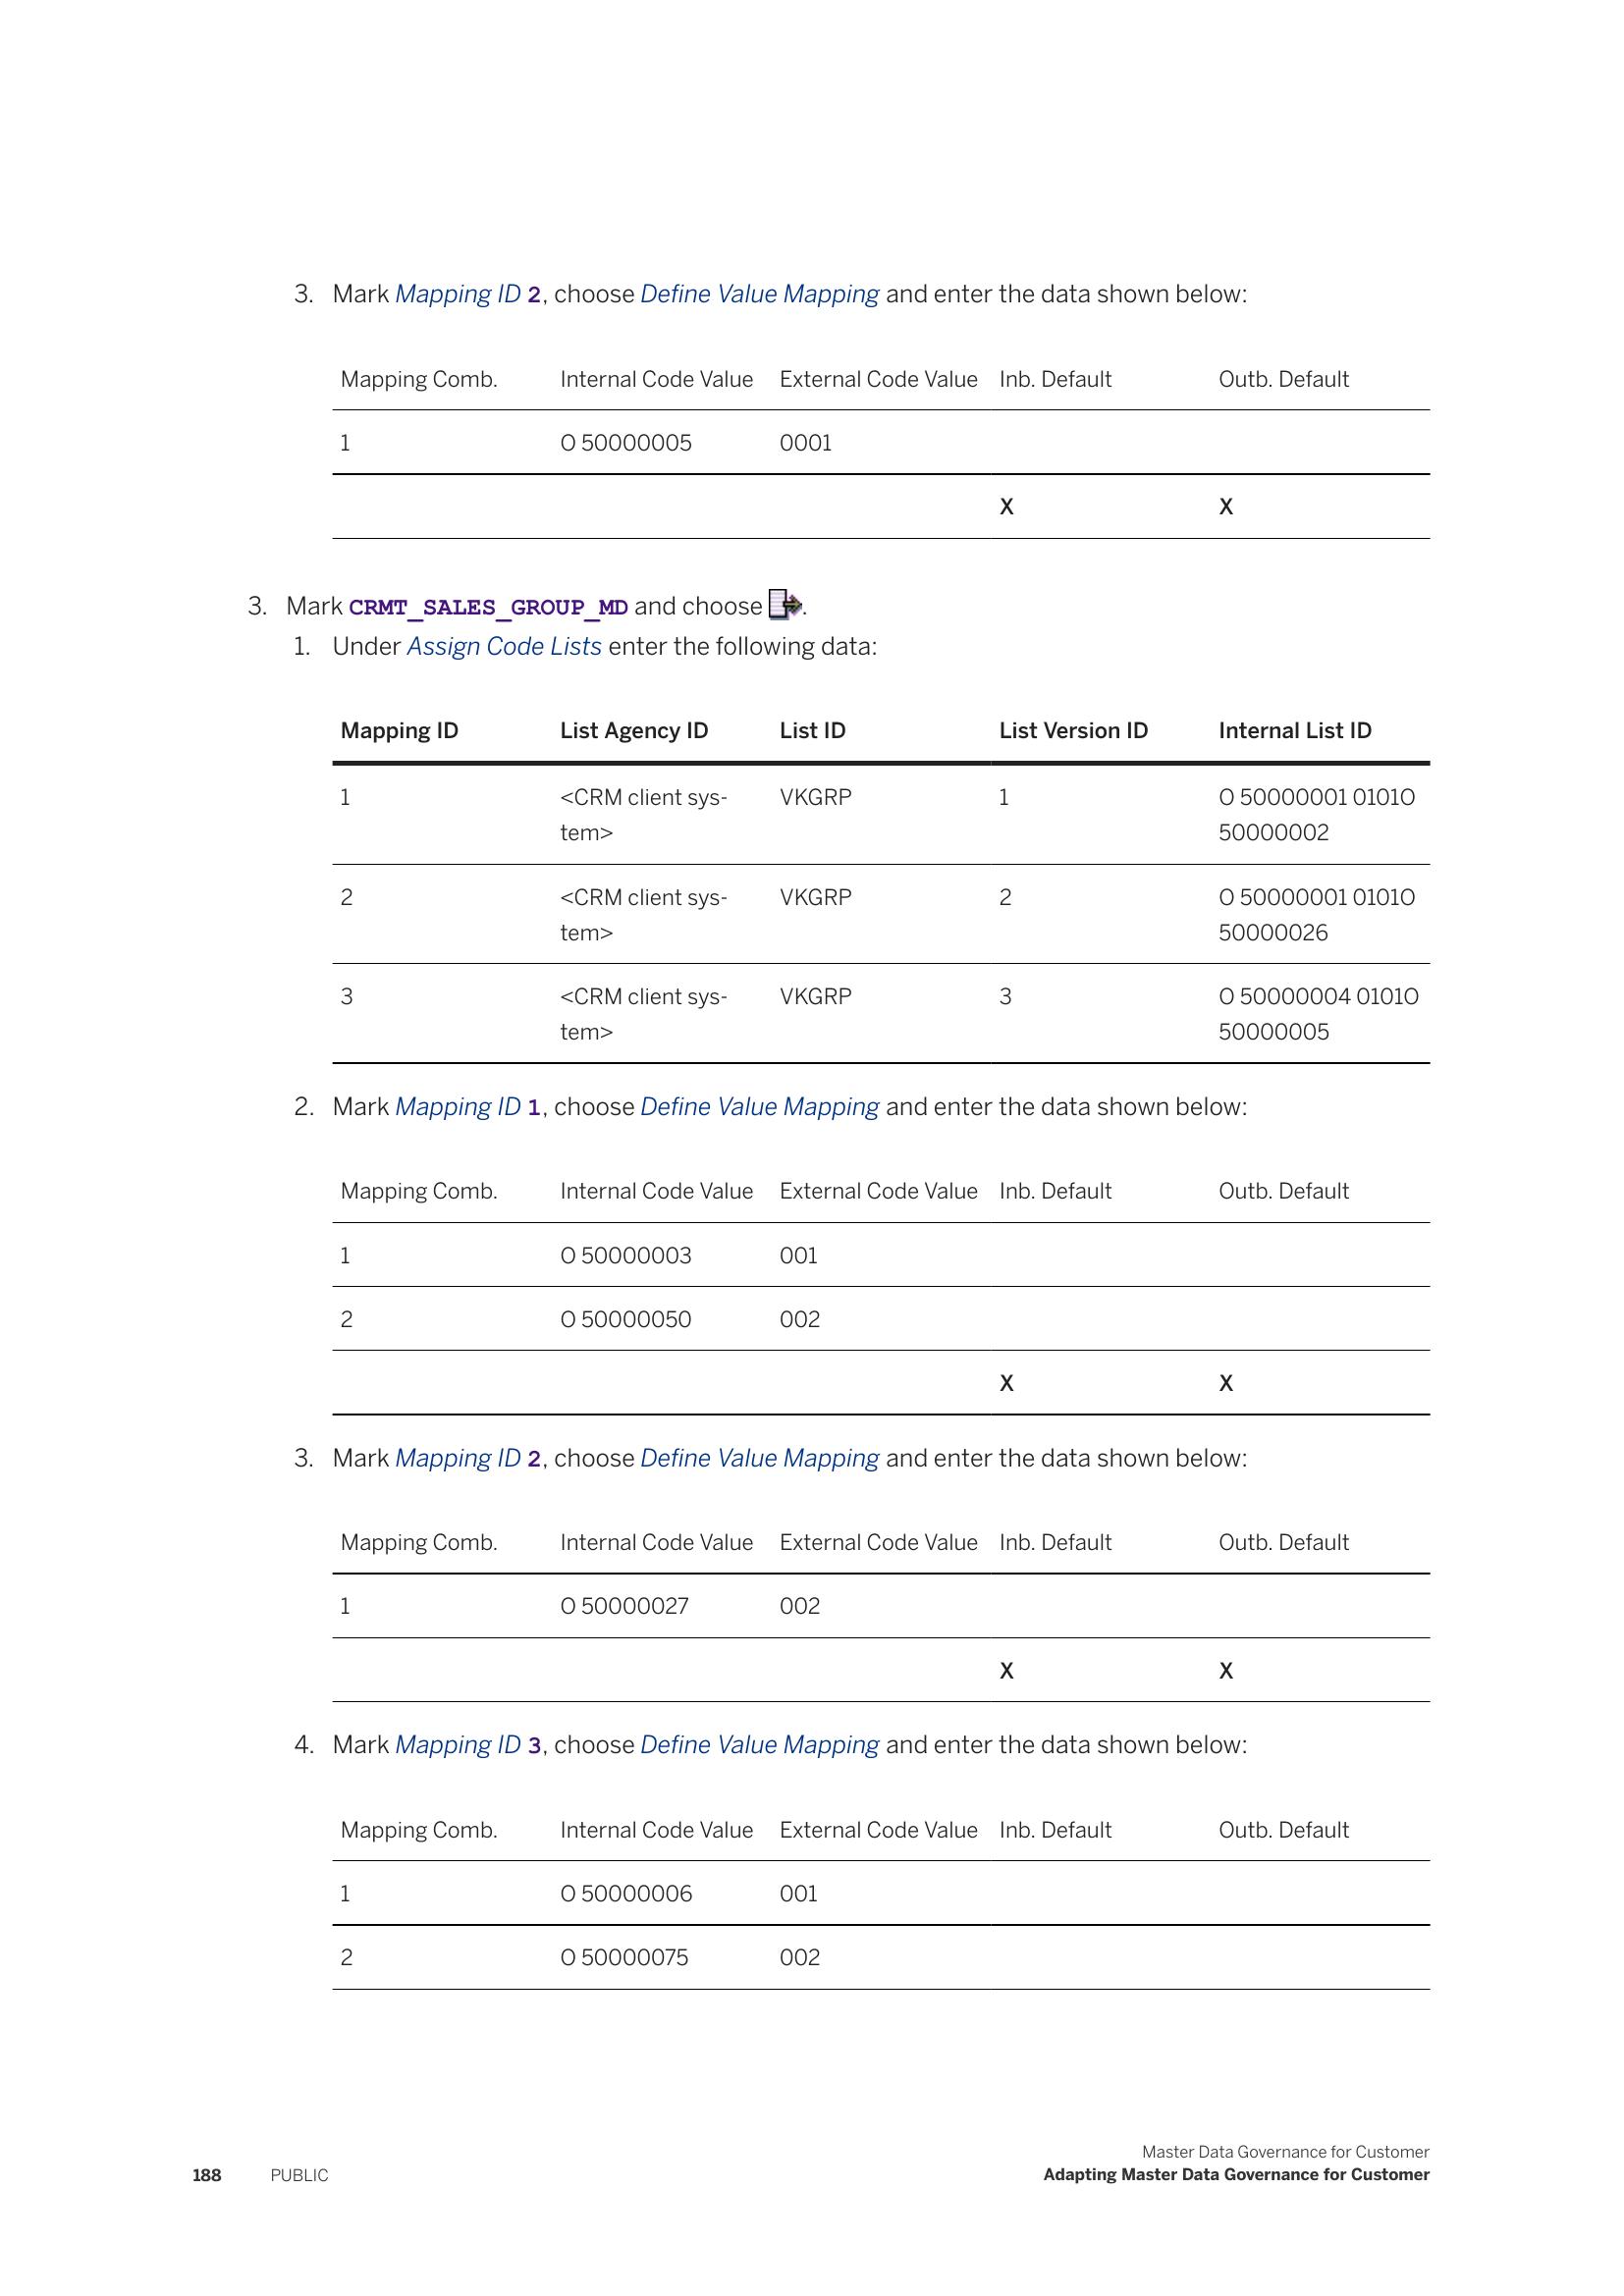 3. Mark Mapping ID 2, choose Define Value Mapping and enter the data shown below:
Mapping Comb. Internal Code Value External Code Value Inb. Default Outb. Default
1 O 50000005 0001
X X
3. Mark CRMT_SALES_GROUP_MD and choose .
1. Under Assign Code Lists enter the following data:
Mapping ID List Agency ID List ID List Version ID Internal List ID
1 <CRM client sys- VKGRP 1 O 50000001 0101O
tem> 50000002
2 <CRM client sys- VKGRP 2 O 50000001 0101O
tem> 50000026
3 <CRM client sys- VKGRP 3 O 50000004 0101O
tem> 50000005
2. Mark Mapping ID 1, choose Define Value Mapping and enter the data shown below:
Mapping Comb. Internal Code Value External Code Value Inb. Default Outb. Default
1 O 50000003 001
2 O 50000050 002
X X
3. Mark Mapping ID 2, choose Define Value Mapping and enter the data shown below:
Mapping Comb. Internal Code Value External Code Value Inb. Default Outb. Default
1 O 50000027 002
X X
4. Mark Mapping ID 3, choose Define Value Mapping and enter the data shown below:
Mapping Comb. Internal Code Value External Code Value Inb. Default Outb. Default
1 O 50000006 001
2 O 50000075 002
Master Data Governance for Customer
188 PUBLIC Adapting Master Data Governance for Customer